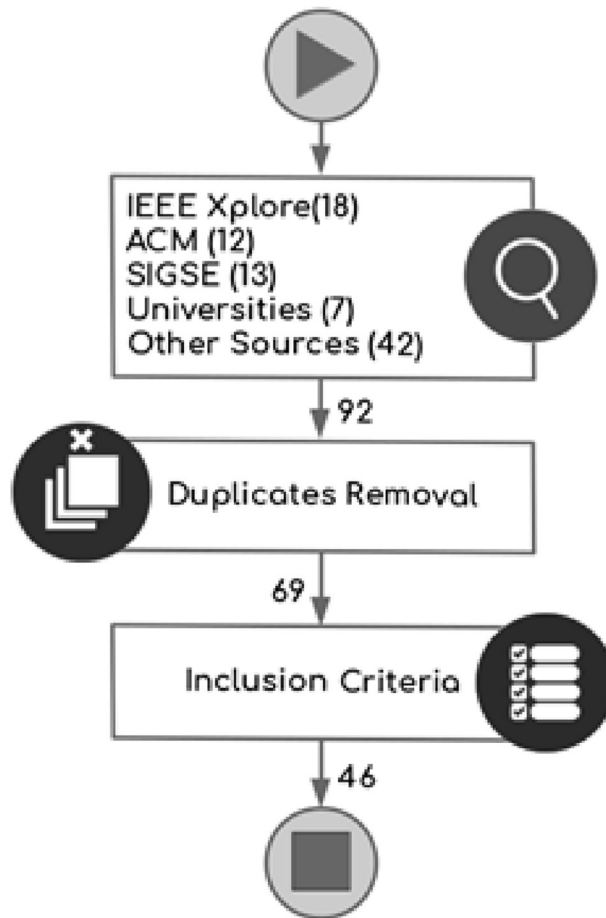 IEEE Xplore(18)
ACM (12)
SIGSE (13)
Universities (7)
Other Sources (42)
92
Duplicates Removal
69
Inclusion Criteria
46